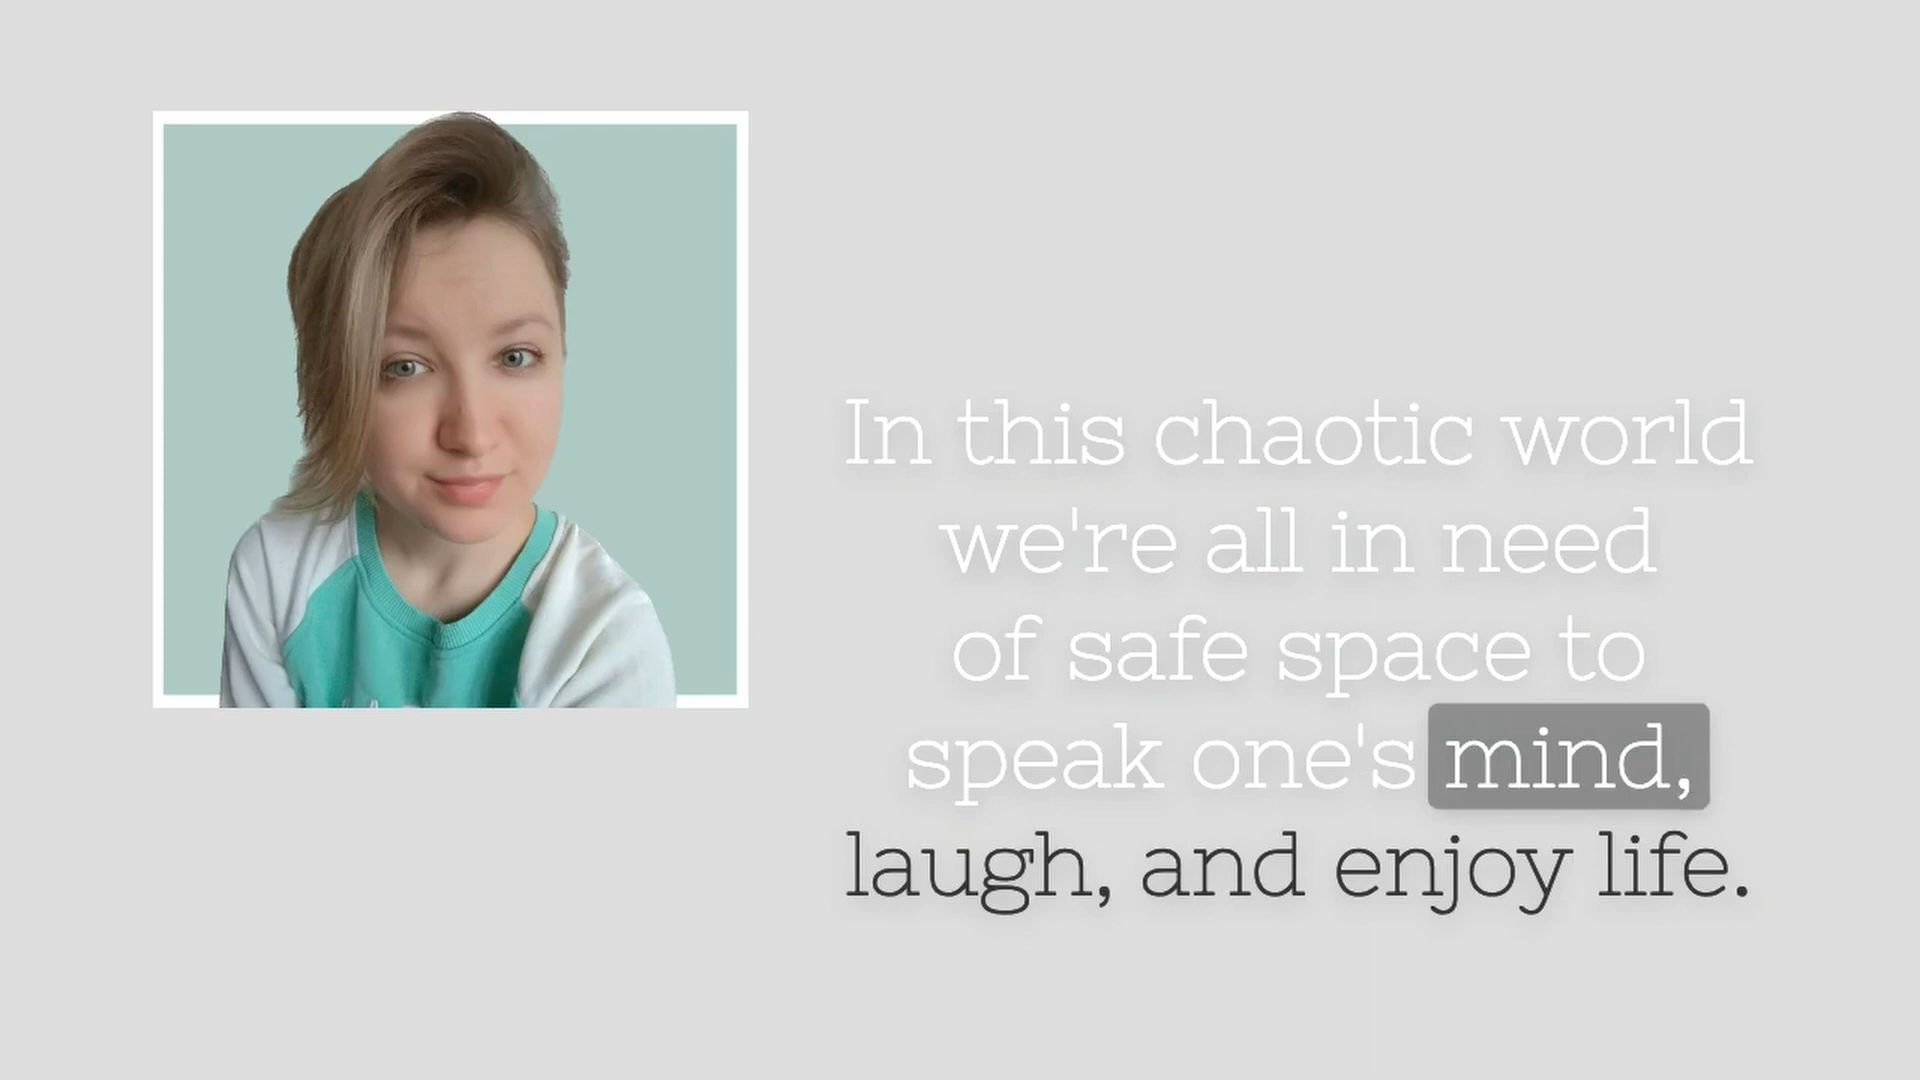 In this chaotic world
we're all in need
of safe space to
speak one's mind,
laugh, and enjoy life.